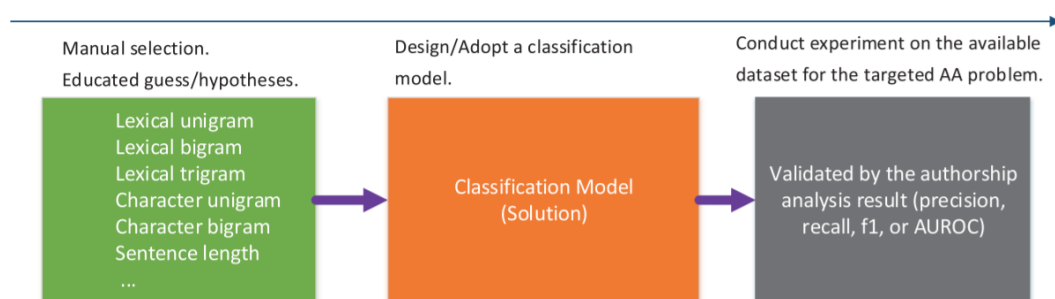 Manual selection.
Educated guess/hypotheses.
Lexical unigram
Lexical bigram
Lexical trigram
Character unigram
Character bigram
Sentence length
...
Design/Adopt a classification
model.
Classification Model
(Solution)
Conduct experiment on the available
dataset for the targeted AA problem.
Validated by the authorship
analysis result (precision,
recall, f1, or AUROC)